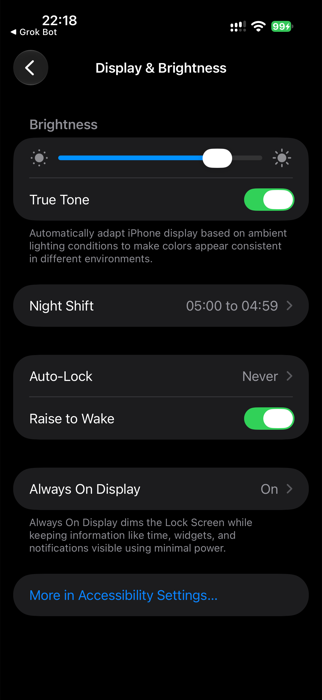 22:18
◀ Grok Bot
99
Display & Brightness
Brightness
True Tone
Automatically adapt iPhone display based on ambient
lighting conditions to make colors appear consistent
in different environments.
Night Shift 05:00 to 04:59
Auto-Lock Never
Raise to Wake
Always On Display On
Always On Display dims the Lock Screen while
keeping information like time, widgets, and
notifications visible using minimal power.
More in Accessibility Settings...